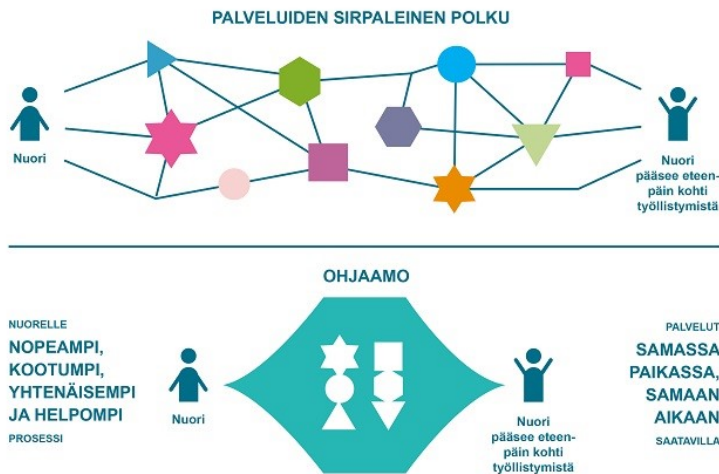 PALVELUIDEN SIRPALEINEN POLKU
Nuori
Nuori
pääsee eteen-
päin kohti
työllistymistä
OHJAAMO
NUORELLE
NOPEAMPI,
KOOTUMPI,
YHTENÄISEMPI
JA HELPOMPI
PROSESSI
Nuori
Nuori
pääsee eteen-
päin kohti
työllistymistä
PALVELUT
SAMASSA
PAIKASSA,
SAMAAN
AIKAAN
SAATAVILLA